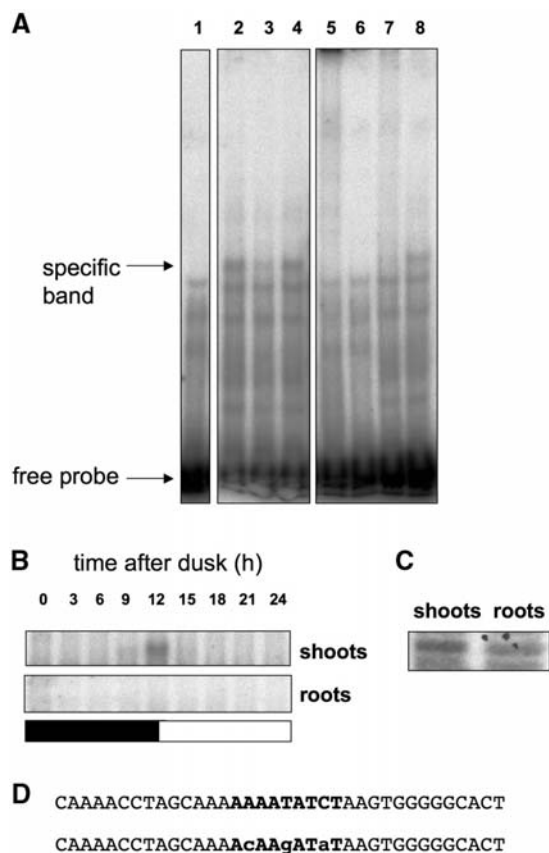 A
1 2 3 4 5 6 7 8
specific
band
free probe
B
time after dusk (h)
0 3 6 9 12 15 18 21 24
shoots
roots
C
shoots roots
D
CAAAACCTAGCAAAAAAATATCTAAGTGGGGGCACT
CAAAACCTAGCAAAAcAAgATaTAAGTGGGGGCACT